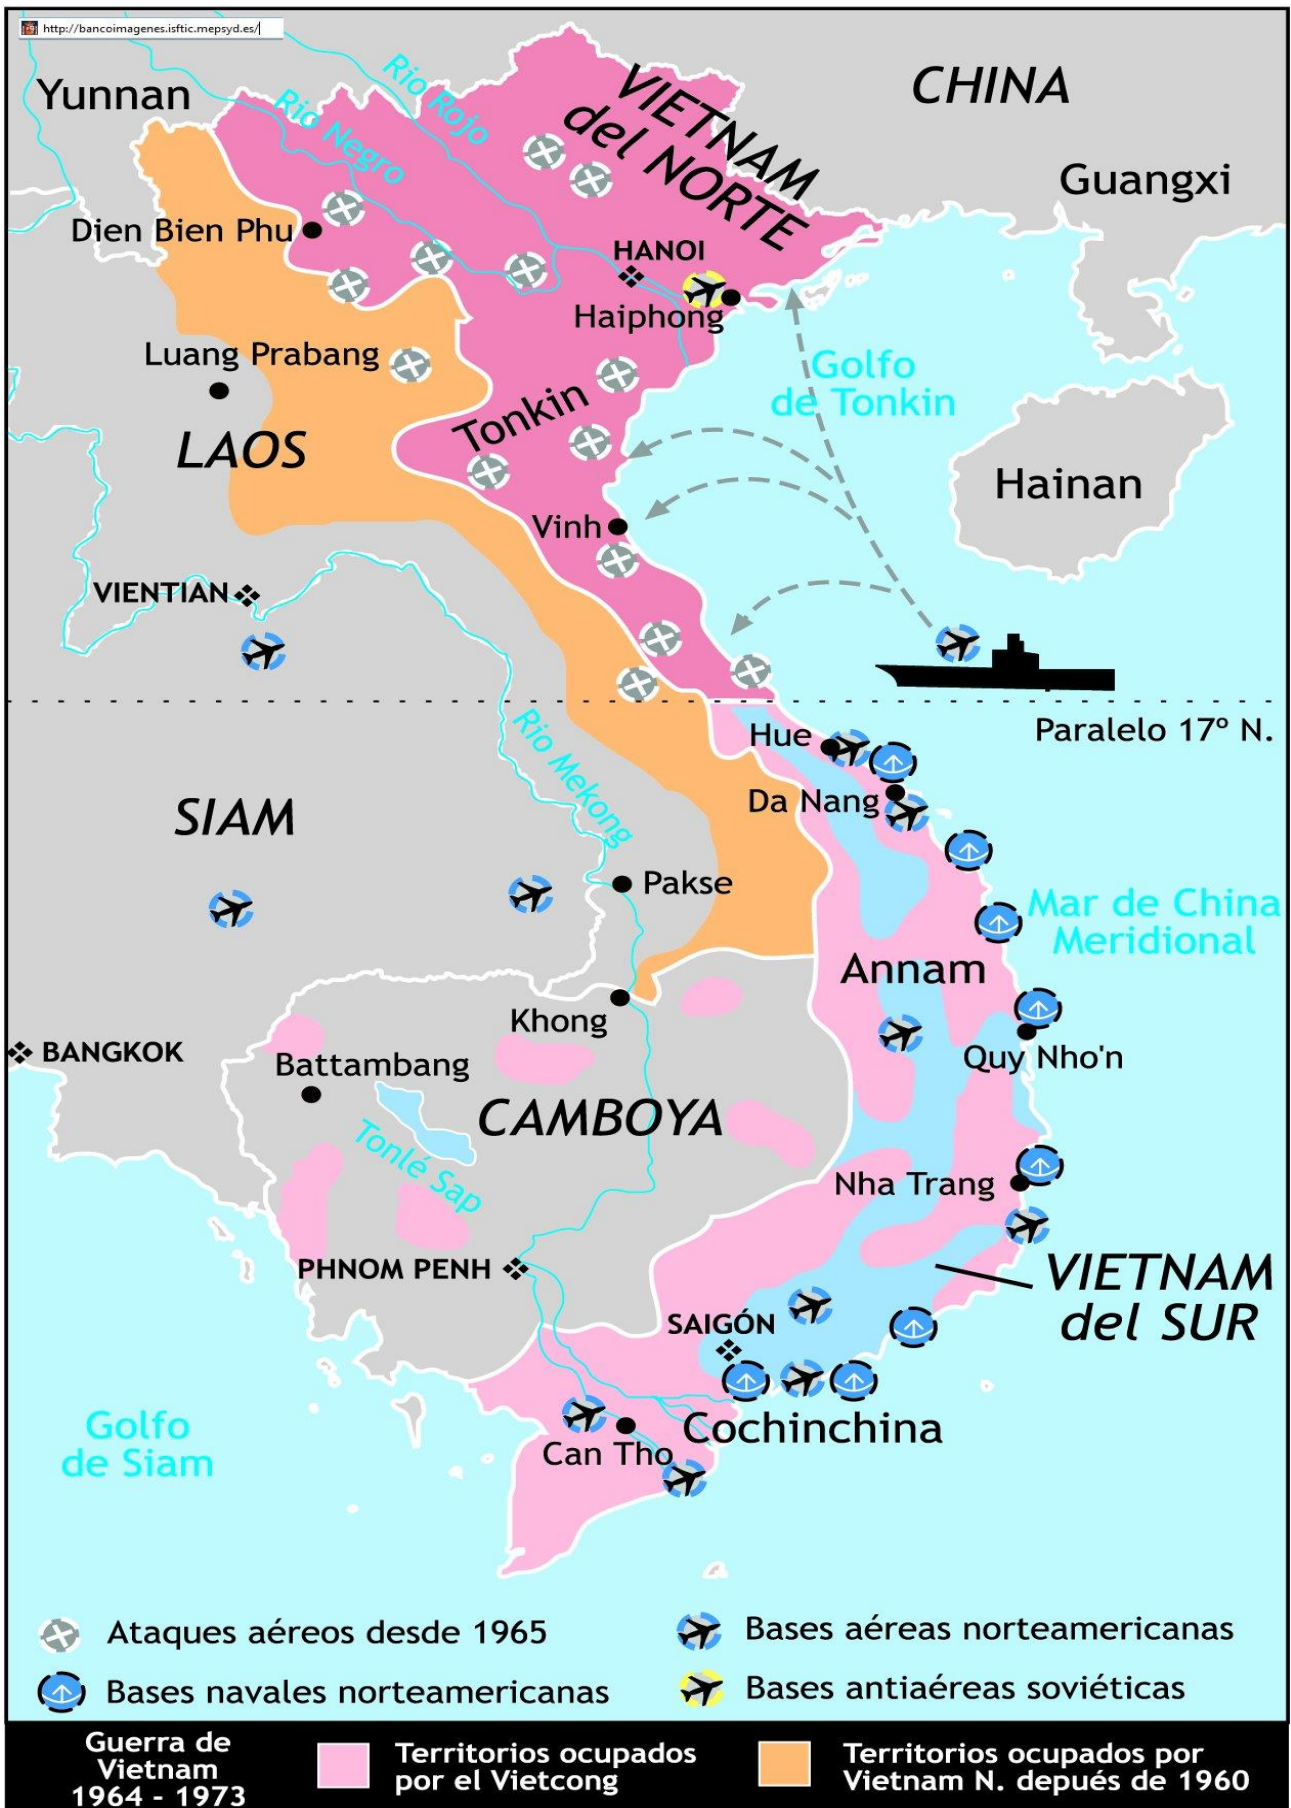 http://bancoimagenes.isftic.mepsyd.es/
Yunnan
CHINA
Rio Rojo
Rio Negro
VIETNAM
del NORTE
Guangxi
Dien Bien Phu
HANOI
Haiphong
Luang Prabang
Golfo
de Tonkin
Tonkin
LAOS
Hainan
Vinh
VIENTIAN
Rio Mekong
Paralelo 17º N.
Hue
Da Nang
SIAM
Pakse
Mar de China
Meridional
Annam
Khong
BANGKOK
Battambang
Quy Nho'n
CAMBOYA
Tonlé Sap
Nha Trang
PHNOM PENH
VIETNAM
del SUR
SAIGÓN
Cochinchina
Golfo
de Siam
Can Tho
Ataques aéreos desde 1965
Bases aéreas norteamericanas
Bases navales norteamericanas
Bases antiaéreas soviéticas
Guerra de
Vietnam
1964 - 1973
Territorios ocupados
por el Vietcong
Territorios ocupados por
Vietnam N. depués de 1960